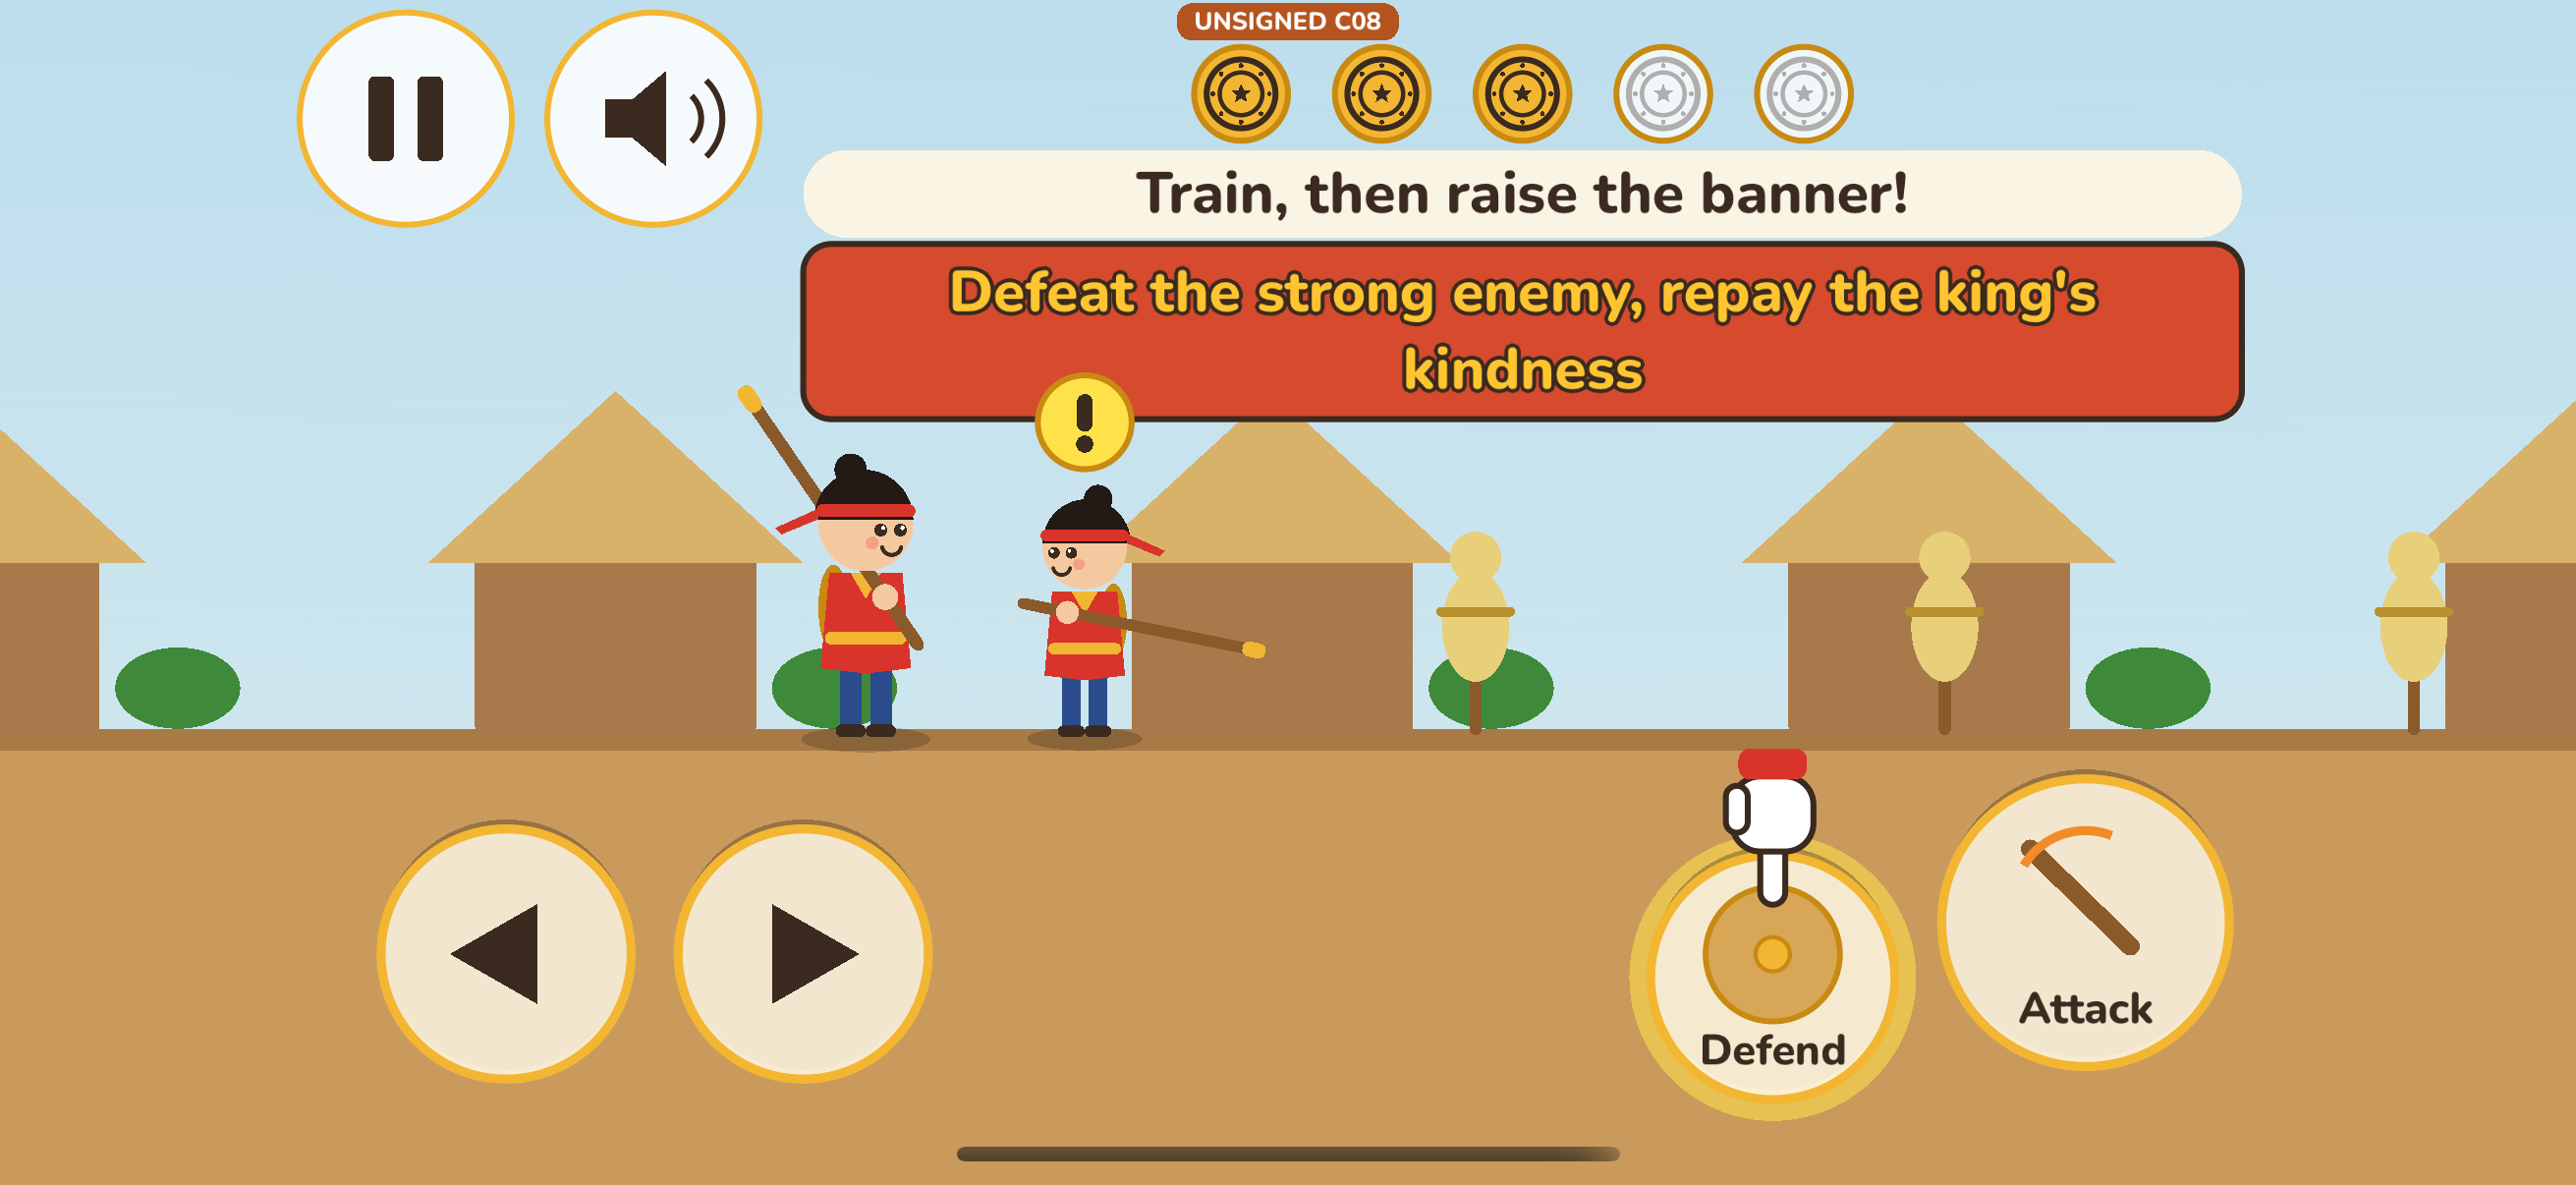 UNSIGNED C08
Train, then raise the banner!
Defeat the strong enemy, repay the king's
kindness
!
Defend
Attack